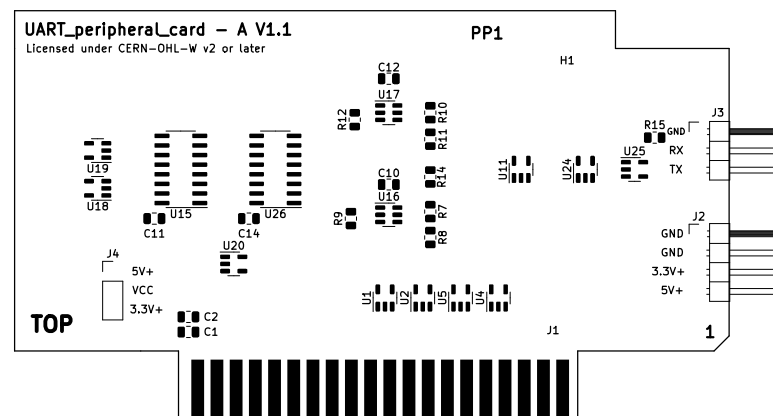 UART_peripheral_card - A V1.1
Licensed under CERN-OHL-W v2 or later
PP1
H1
C12
U17
R12
R10
R11
J3
R15
GND
RX
TX
U19
U18
U15
U26
C10
U16
R14
U11
U24
U25
C11
C14
R9
R7
R8
J2
GND
GND
3.3V+
5V+
U20
J4
5V+
VCC
3.3V+
U1
U2
U5
U4
C2
C1
TOP
J1
1